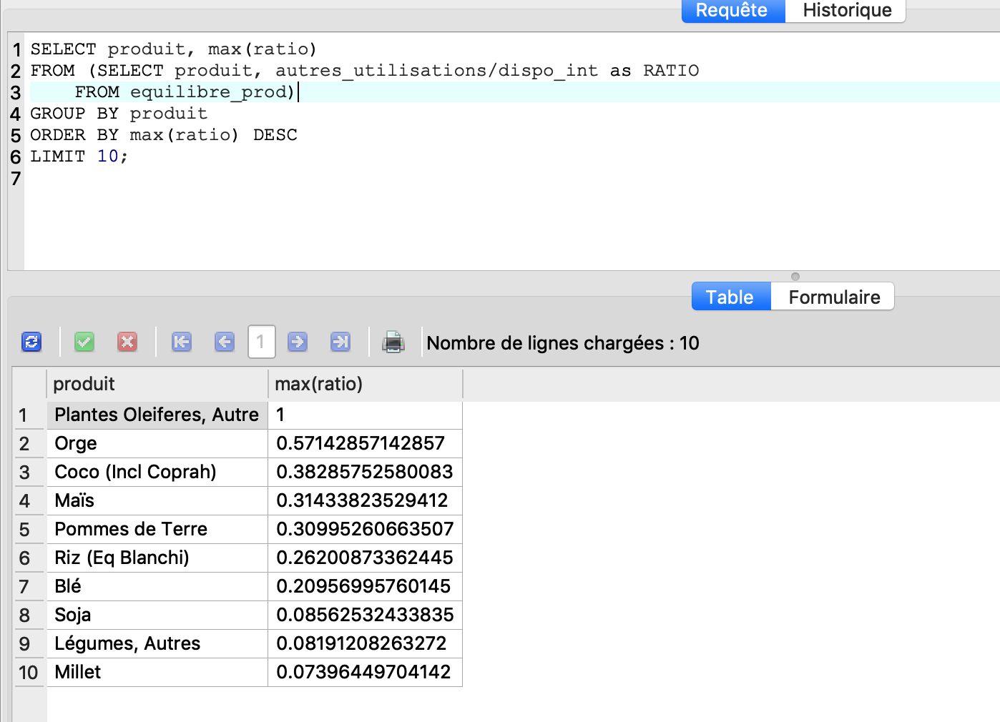 Requête Historique
1 SELECT produit, max(ratio)
2 FROM (SELECT produit, autres_utilisations/dispo_int as RATIO
3 FROM equilibre_prod)
4 GROUP BY produit
5 ORDER BY max(ratio) DESC
6 LIMIT 10;
7
Table Formulaire
1 Nombre de lignes chargées : 10
produit max(ratio)
1 Plantes Oleiferes, Autre 1
2 Orge 0.57142857142857
3 Coco (Incl Coprah) 0.38285752580083
4 Maïs 0.31433823529412
5 Pommes de Terre 0.30995260663507
6 Riz (Eq Blanchi) 0.26200873362445
7 Blé 0.20956995760145
8 Soja 0.08562532433835
9 Légumes, Autres 0.08191208263272
10 Millet 0.07396449704142